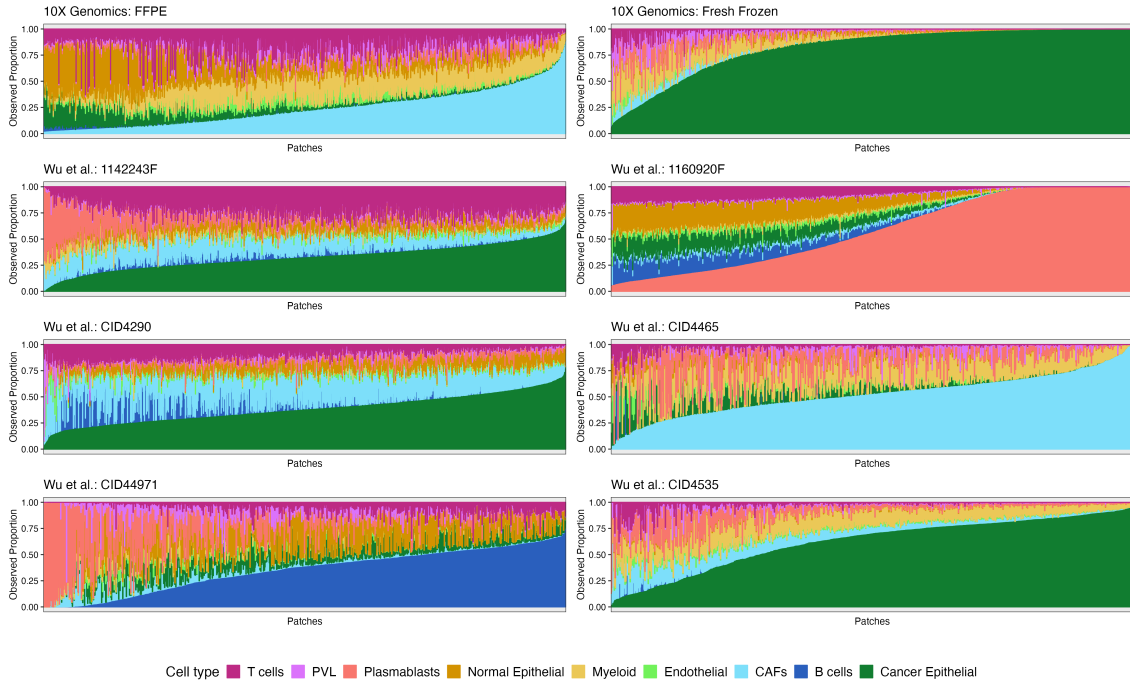 10X Genomics: FFPE
10X Genomics: Fresh Frozen
Observed Proportion
1.00
0.75
0.50
0.25
0.00
Patches
Observed Proportion
1.00
0.75
0.50
0.25
0.00
Patches
Wu et al.: 1142243F
Wu et al.: 1160920F
Observed Proportion
1.00
0.75
0.50
0.25
0.00
Patches
Observed Proportion
1.00
0.75
0.50
0.25
0.00
Patches
Wu et al.: CID4290
Wu et al.: CID4465
Observed Proportion
1.00
0.75
0.50
0.25
0.00
Patches
Observed Proportion
1.00
0.75
0.50
0.25
0.00
Patches
Wu et al.: CID44971
Wu et al.: CID4535
Observed Proportion
1.00
0.75
0.50
0.25
0.00
Patches
Observed Proportion
1.00
0.75
0.50
0.25
0.00
Patches
Cell type T cells PVL Plasmablasts Normal Epithelial Myeloid Endothelial CAFs B cells Cancer Epithelial